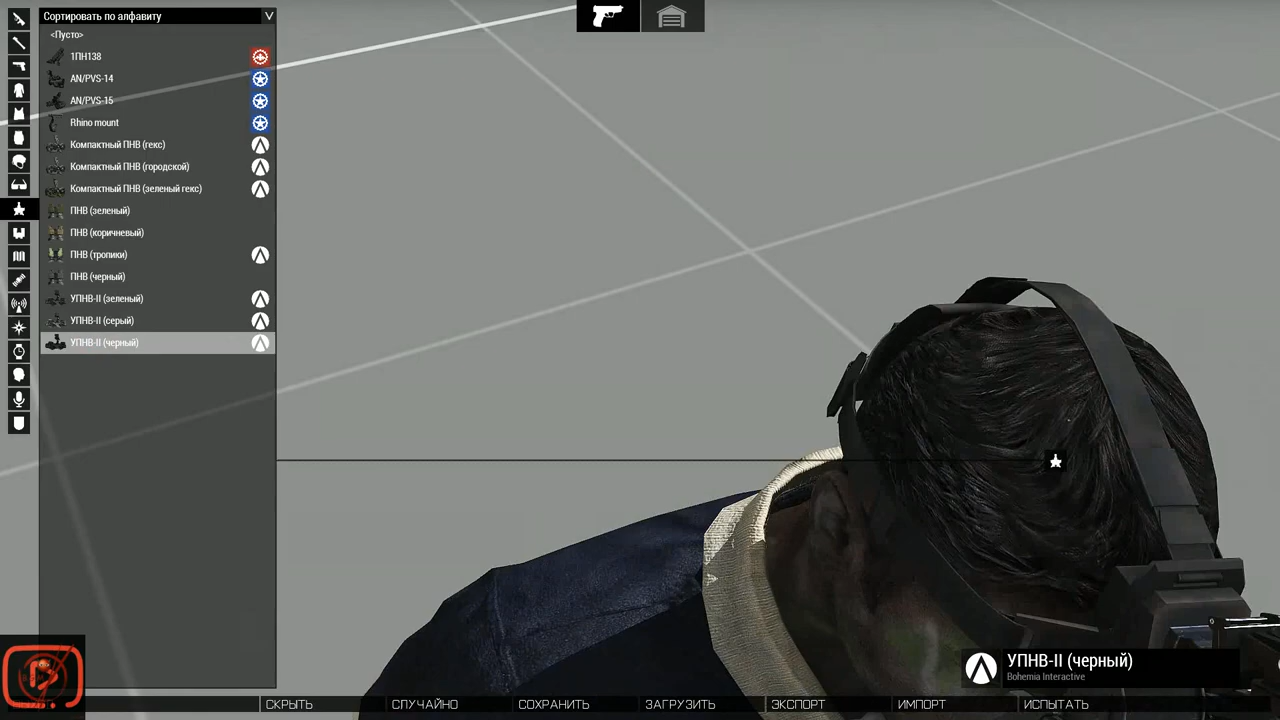 Сортировать по алфавиту
<Пусто>
1ПН138
AN/PVS-14
AN/PVS-15
Rhino mount
Компактный ПНВ (гекс)
Компактный ПНВ (городской)
Компактный ПНВ (зеленый гекс)
ПНВ (зеленый)
ПНВ (коричневый)
ПНВ (тропики)
ПНВ (черный)
УПНВ-II (зеленый)
УПНВ-II (серый)
УПНВ-II (черный)
УПНВ-II (черный)
Bohemia Interactive
СКРЫТЬ СЛУЧАЙНО СОХРАНИТЬ ЗАГРУЗИТЬ ЭКСПОРТ ИМПОРТ ИСПЫТАТЬ